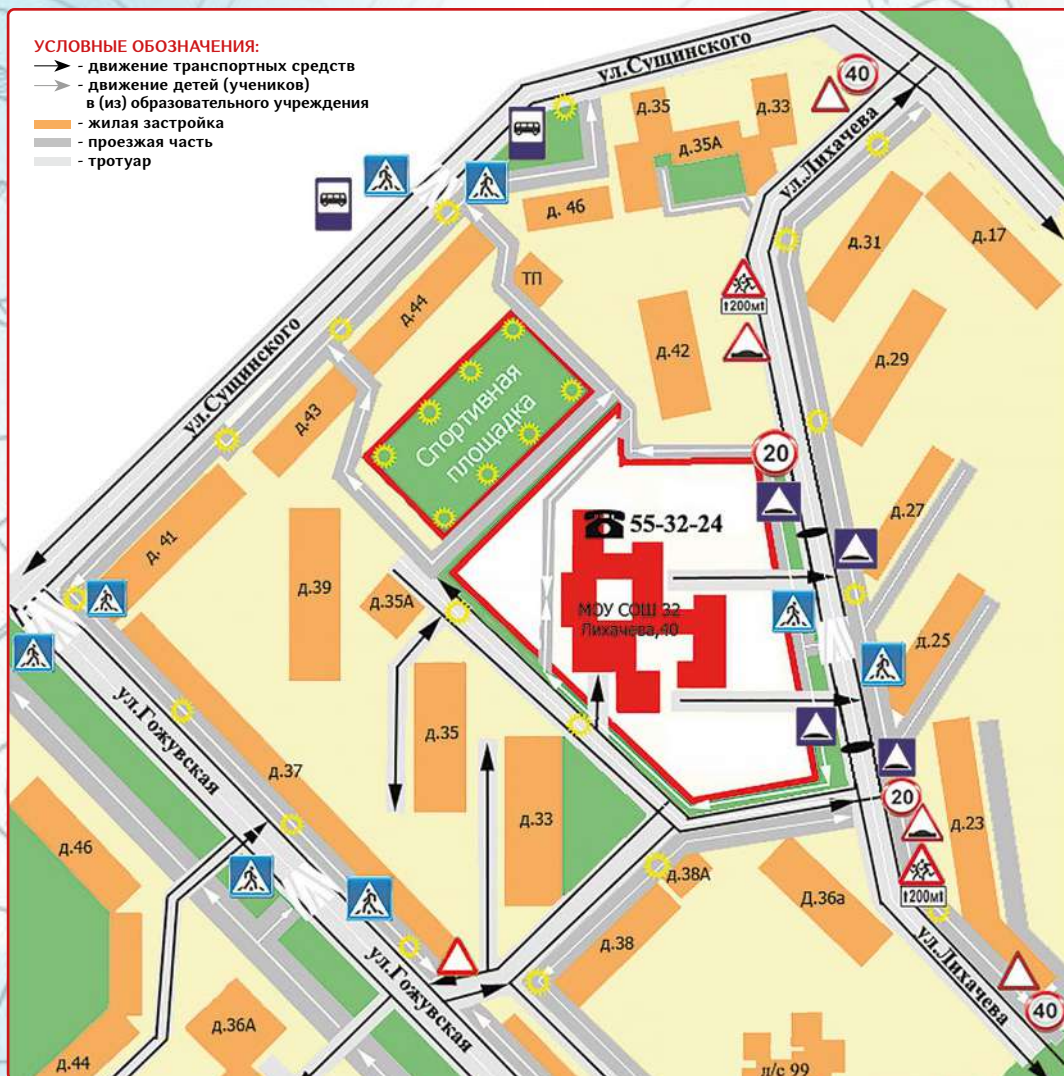 УСЛОВНЫЕ ОБОЗНАЧЕНИЯ:
- движение транспортных средств
- движение детей (учеников)
в (из) образовательного учреждения
- жилая застройка
- проезжая часть
- тротуар
ул.Сущинского
40
д.35
д.33
д.35А
ул.Лихачева
д. 46
д.31
д.17
ТП
д.44
↑200м↑
д.42
д.29
ул.Сущинского
д.43
Спортивная
площадка
20
55-32-24
д.27
д. 41
д.39
д.35А
МОУ СОШ 32
Лихачева,40
д.25
ул.Гожувская
д.35
д.37
д.33
20
д.23
д.46
д.38А
Д.36а
↑200м↑
д.38
ул.Гожувская
ул.Лихачева
40
д.36А
д.44
л/с 99